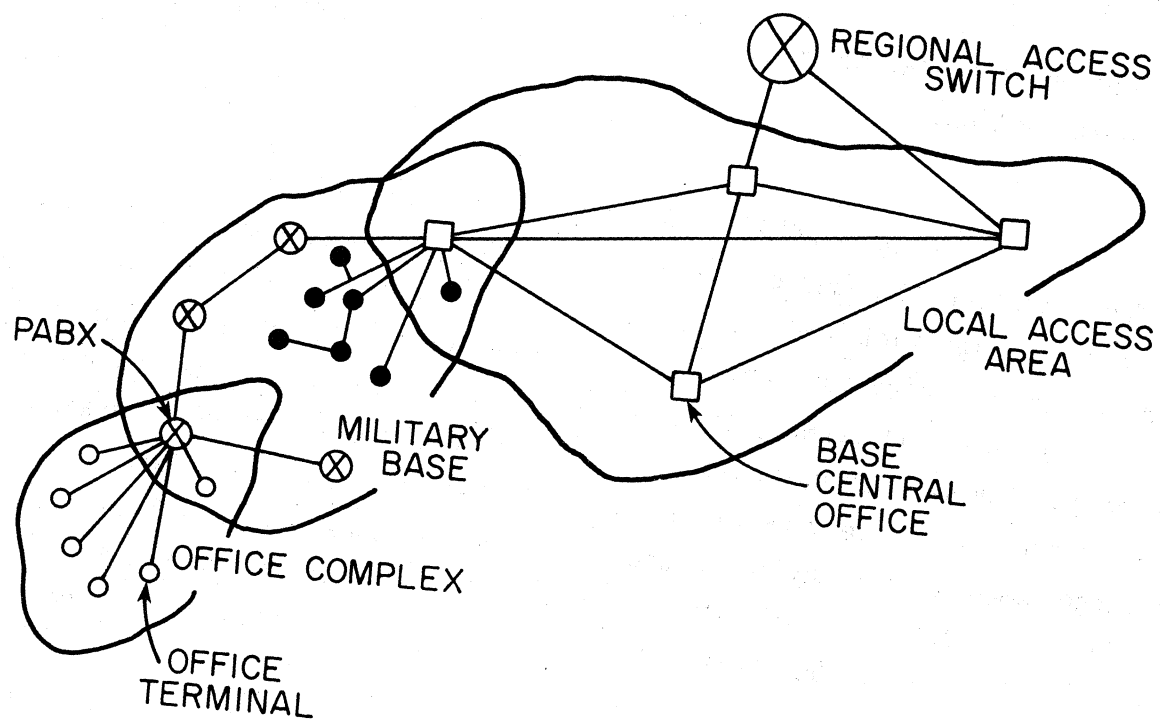 REGIONAL ACCESS
SWITCH
PABX
LOCAL ACCESS
AREA
MILITARY
BASE
BASE
CENTRAL
OFFICE
OFFICE COMPLEX
OFFICE
TERMINAL